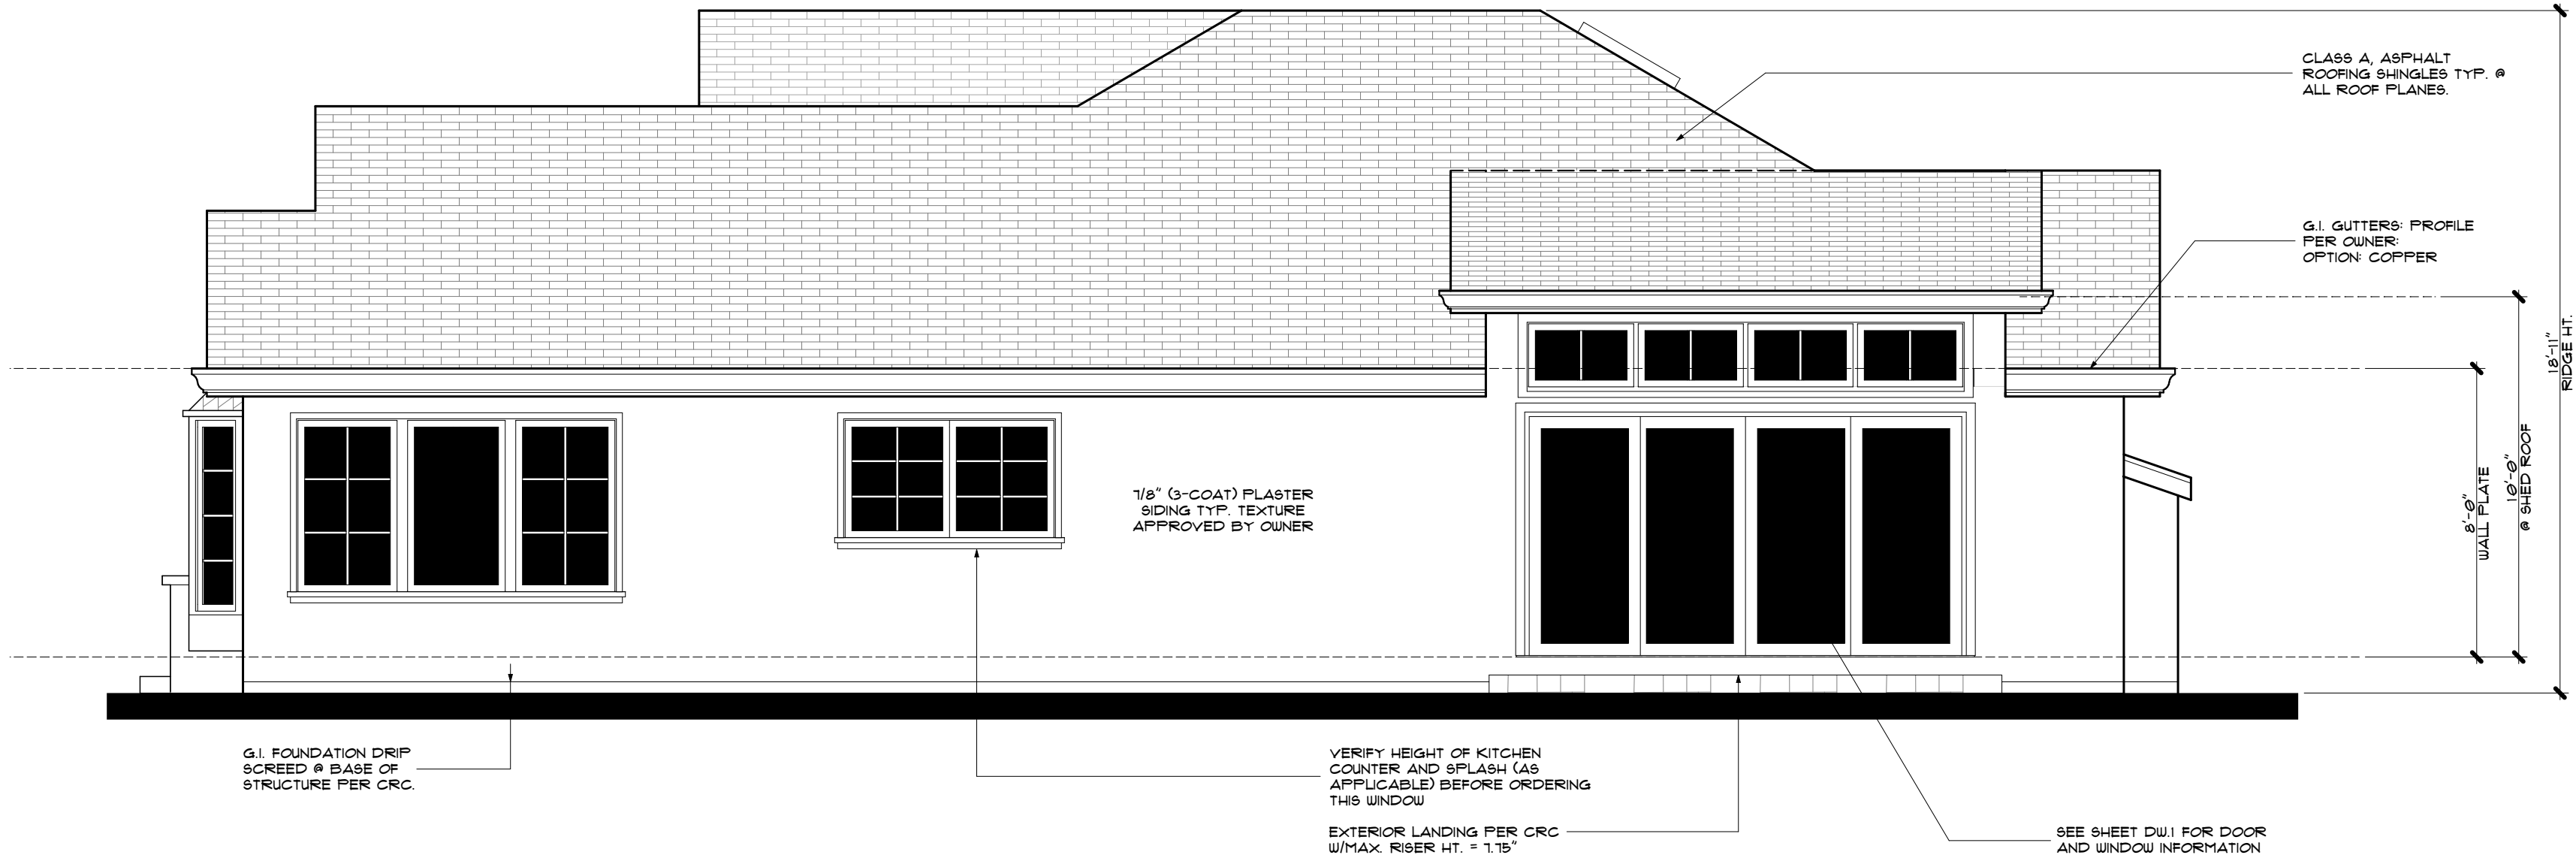 CLASS A, ASPHALT
ROOFING SHINGLES TYP. @
ALL ROOF PLANES.
G.I. GUTTERS: PROFILE
PER OWNER:
OPTION: COPPER
18'-11"
RIDGE HT.
10'-0"
@ SHED ROOF
8'-0"
WALL PLATE
7/8" (3-COAT) PLASTER
SIDING TYP. TEXTURE
APPROVED BY OWNER
G.I. FOUNDATION DRIP
SCREED @ BASE OF
STRUCTURE PER CRC.
VERIFY HEIGHT OF KITCHEN
COUNTER AND SPLASH (AS
APPLICABLE) BEFORE ORDERING
THIS WINDOW
EXTERIOR LANDING PER CRC
W/MAX. RISER HT. = 7.75"
SEE SHEET DW.1 FOR DOOR
AND WINDOW INFORMATION